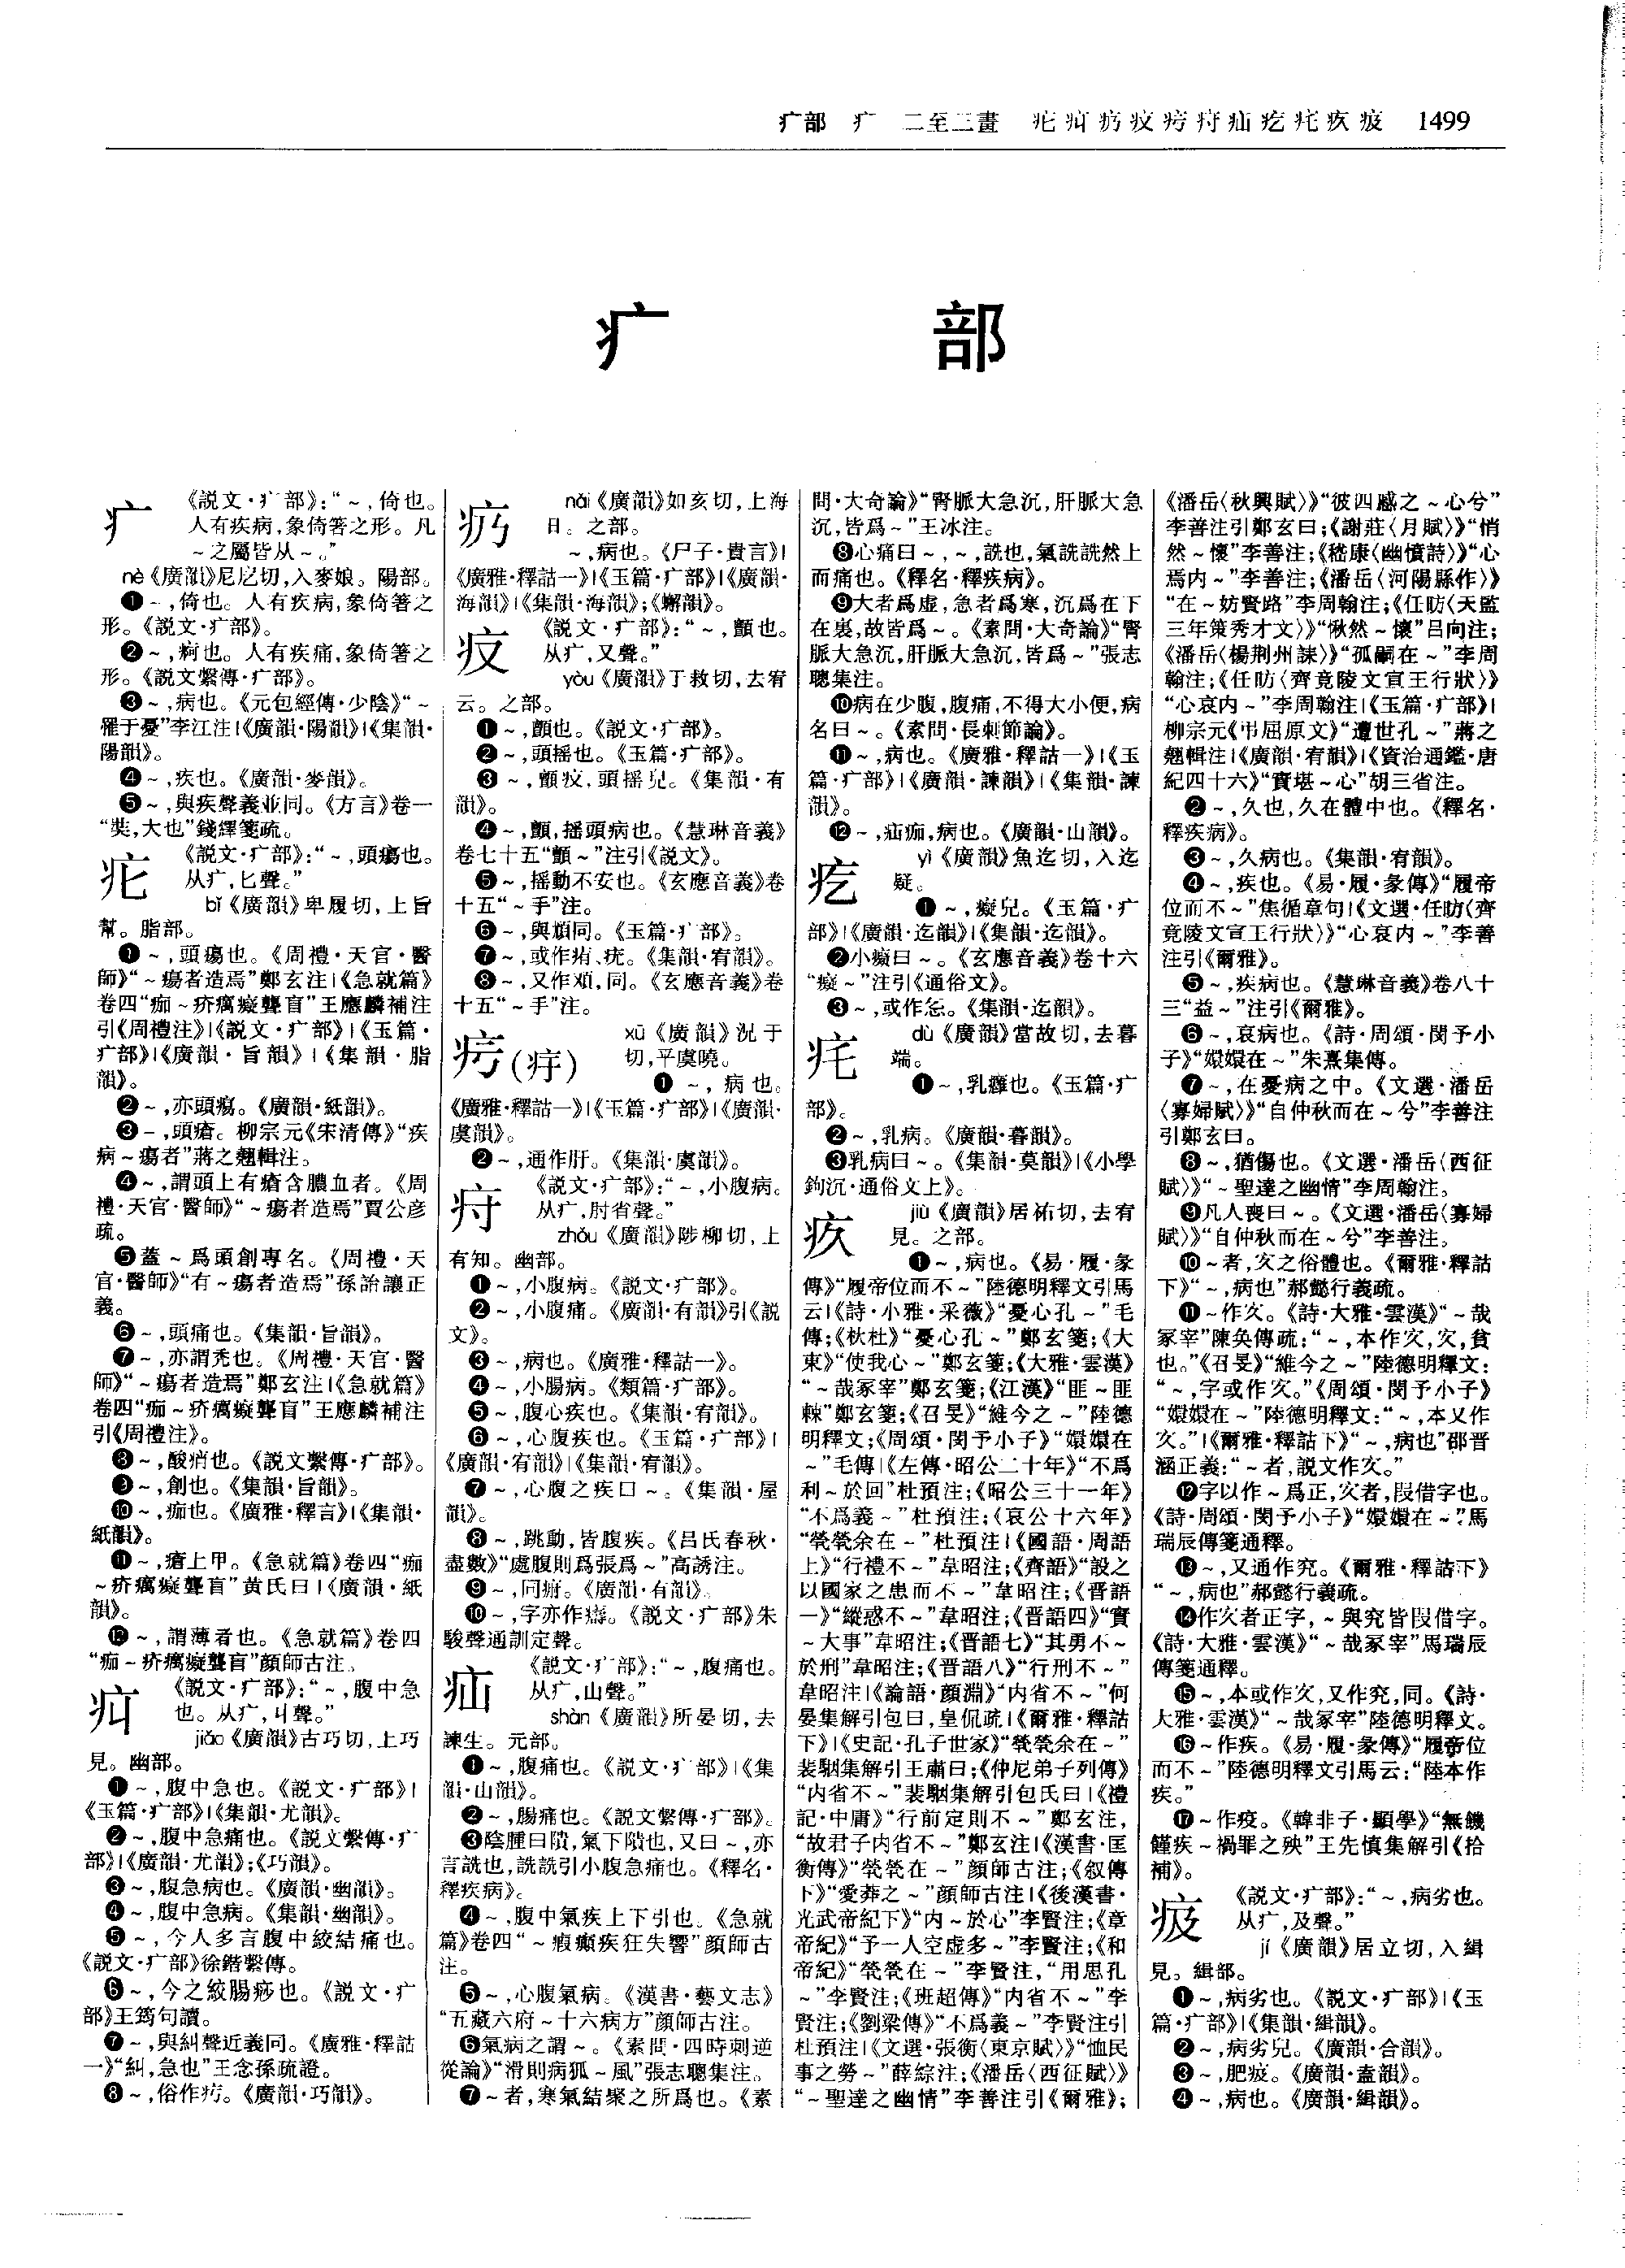 疒部 疒 二至三畫 疕疛疓疫疞疛疝疙疟疚疲 1499
疒 部
疒
《説文·疒部》:“~,倚也。
人有疾病,象倚箸之形。凡
~之屬皆从~。”
nè《廣韻》尼戹切,入麥娘。陽部。
❶~,倚也。人有疾病,象倚箸之
形。《説文·疒部》。
❷~,痾也。人有疾痛,象倚箸之
形。《説文繫傳·疒部》。
❸~,病也。《元包經傳·少陰》“~
罹于憂”李江注|《廣韻·陽韻》|《集韻·
陽韻》。
❹~,疾也。《廣韻·麥韻》。
❺~,與疾聲義並同。《方言》卷一
“奘,大也”錢繹箋疏。
疕
《説文·疒部》:“~,頭瘍也。
从疒,匕聲。”
bǐ《廣韻》卑履切,上旨
幫。脂部。
❶~,頭瘍也。《周禮·天官·醫
師》“~瘍者造焉”鄭玄注|《急就篇》
卷四“痂~疥癘癡聾盲”王應麟補注
引《周禮注》|《説文·疒部》|《玉篇·
疒部》|《廣韻·旨韻》|《集韻·脂
韻》。
❷~,亦頭瘍。《廣韻·紙韻》。
❸~,頭瘡。柳宗元《宋清傳》“疾
病~瘍者”蔣之翹輯注。
❹~,謂頭上有瘡含膿血者。《周
禮·天官·醫師》“~瘍者造焉”賈公彦
疏。
❺蓋~爲頭創專名。《周禮·天
官·醫師》“有~瘍者造焉”孫詒讓正
義。
❻~,頭痛也。《集韻·旨韻》。
❼~,亦謂禿也。《周禮·天官·醫
師》“~瘍者造焉”鄭玄注|《急就篇》
卷四“痂~疥癘癡聾盲”王應麟補注
引《周禮注》。
❽~,酸痟也。《説文繫傳·疒部》。
❾~,創也。《集韻·旨韻》。
❿~,痂也。《廣雅·釋言》|《集韻·
紙韻》。
⓫~,瘡上甲。《急就篇》卷四“痂
~疥癘癡聾盲”黄氏曰|《廣韻·紙
韻》。
⓬~,謂薄者也。《急就篇》卷四
“痂~疥癘癡聾盲”顔師古注。
疝
《説文·疒部》:“~,腹中急
也。从疒,丩聲。”
jiǎo《廣韻》古巧切,上巧
見。幽部。
❶~,腹中急也。《説文·疒部》|
《玉篇·疒部》|《集韻·尤韻》。
❷~,腹中急痛也。《説文繫傳·疒
部》|《廣韻·尤韻》;《巧韻》。
❸~,腹急病也。《廣韻·幽韻》。
❹~,腹中急病。《集韻·幽韻》。
❺~,今人多言腹中絞結痛也。
《説文·疒部》徐鍇繫傳。
❻~,今之絞腸痧也。《説文·疒
部》王筠句讀。
❼~,與糾聲近義同。《廣雅·釋詁
一》“糾,急也”王念孫疏證。
❽~,俗作疞。《廣韻·巧韻》。
疓
nǎi《廣韻》如亥切,上海
日。之部。
~,病也。《尸子·貴言》|
《廣雅·釋詁一》|《玉篇·疒部》|《廣韻·
海韻》|《集韻·海韻》;《蟹韻》。
㽱
《説文·疒部》:“~,顫也。
从疒,又聲。”
yòu《廣韻》于救切,去宥
云。之部。
❶~,顫也。《説文·疒部》。
❷~,頭摇也。《玉篇·疒部》。
❸~,顫㽱,頭摇皃。《集韻·有
韻》。
❹~,顫,摇頭病也。《慧琳音義》
卷七十五“顫~”注引《説文》。
❺~,摇動不安也。《玄應音義》卷
十五“~手”注。
❻~,與煩同。《玉篇·疒部》。
❼~,或作痏、疣。《集韻·宥韻》。
❽~,又作頄,同。《玄應音義》卷
十五“~手”注。
疞(㽳)
xū《廣韻》況于
切,平虞曉。
❶~,病也。
《廣雅·釋詁一》|《玉篇·疒部》|《廣韻·
虞韻》。
❷~,通作肝。《集韻·虞韻》。
疛
《説文·疒部》:“~,小腹病。
从疒,肘省聲。”
zhǒu《廣韻》陟柳切,上
有知。幽部。
❶~,小腹病。《説文·疒部》。
❷~,小腹痛。《廣韻·有韻》引《説
文》。
❸~,病也。《廣雅·釋詁一》。
❹~,小腸病。《類篇·疒部》。
❺~,腹心疾也。《集韻·有韻》。
❻~,心腹疾也。《玉篇·疒部》|
《廣韻·宥韻》|《集韻·宥韻》。
❼~,心腹之疾曰~。《集韻·屋
韻》。
❽~,跳動,皆腹疾。《吕氏春秋·
盡數》“處腹則爲張爲~”高誘注。
❾~,同㾞。《廣韻·有韻》。
❿~,字亦作㿒。《説文·疒部》朱
駿聲通訓定聲。
疝
《説文·疒部》:“~,腹痛也。
从疒,山聲。”
shàn《廣韻》所晏切,去
諫生。元部。
❶~,腹痛也。《説文·疒部》|《集
韻·山韻》。
❷~,腸痛也。《説文繫傳·疒部》。
❸陰腫曰隤,氣下隤也,又曰~,亦
言詵也,詵詵引小腹急痛也。《釋名·
釋疾病》。
❹~,腹中氣疾上下引也。《急就
篇》卷四“~瘕癲疾狂失響”顔師古
注。
❺~,心腹氣病。《漢書·藝文志》
“五藏六府~十六病方”顔師古注。
❻氣病之謂~。《素問·四時刺逆
從論》“滑則病狐~風”張志聰集注。
❼~者,寒氣結聚之所爲也。《素
問·大奇論》“腎脈大急沉,肝脈大急
沉,皆爲~”王冰注。
❽心痛曰~,~,詵也,氣詵詵然上
而痛也。《釋名·釋疾病》。
❾大者爲虚,急者爲寒,沉爲在下
在裏,故皆爲~。《素問·大奇論》“腎
脈大急沉,肝脈大急沉,皆爲~”張志
聰集注。
❿病在少腹,腹痛,不得大小便,病
名曰~。《素問·長刺節論》。
⓫~,病也。《廣雅·釋詁一》|《玉
篇·疒部》|《廣韻·諫韻》|《集韻·諫
韻》。
⓬~,疝痂,病也。《廣韻·山韻》。
疙
yì《廣韻》魚迄切,入迄
疑。
❶~,癡皃。《玉篇·疒
部》|《廣韻·迄韻》|《集韻·迄韻》。
❷小癡曰~。《玄應音義》卷十六
“癡~”注引《通俗文》。
❸~,或作忥。《集韻·迄韻》。
疟
dù《廣韻》當故切,去暮
端。
❶~,乳癰也。《玉篇·疒
部》。
❷~,乳病。《廣韻·暮韻》。
❸乳病曰~。《集韻·莫韻》|《小學
鉤沉·通俗文上》。
疚
jiù《廣韻》居祐切,去宥
見。之部。
❶~,病也。《易·履·彖
傳》“履帝位而不~”陸德明釋文引馬
云|《詩·小雅·采薇》“憂心孔~”毛
傳;《杕杜》“憂心孔~”鄭玄箋;《大
東》“使我心~”鄭玄箋;《大雅·雲漢》
“~哉冢宰”鄭玄箋;《江漢》“匪~匪
棘”鄭玄箋;《召旻》“維今之~”陸德
明釋文;《周頌·閔予小子》“嬛嬛在
~”毛傳|《左傳·昭公二十年》“不爲
利~於回”杜預注;《昭公三十一年》
“不爲義~”杜預注;《哀公十六年》
“煢煢余在~”杜預注|《國語·周語
上》“行禮不~”韋昭注;《齊語》“設之
以國家之患而不~”韋昭注;《晋語
一》“縱惑不~”韋昭注;《晋語四》“實
~大事”韋昭注;《晋語七》“其勇不~
於刑”韋昭注;《晋語八》“行刑不~”
韋昭注|《論語·顔淵》“内省不~”何
晏集解引包曰,皇侃疏|《爾雅·釋詁
下》|《史記·孔子世家》“煢煢余在~”
裴駰集解引王肅曰;《仲尼弟子列傳》
“内省不~”裴駰集解引包氏曰|《禮
記·中庸》“行前定則不~”鄭玄注,
“故君子内省不~”鄭玄注|《漢書·匡
衡傳》“煢煢在~”顔師古注;《叙傳
下》“愛莽之~”顔師古注|《後漢書·
光武帝紀下》“内~於心”李賢注;《章
帝紀》“予一人空虚多~”李賢注;《和
帝紀》“煢煢在~”李賢注,“用思孔
~”李賢注;《班超傳》“内省不~”李
賢注;《劉梁傳》“不爲義~”李賢注引
杜預注|《文選·張衡〈東京賦〉》“恤民
事之勞~”薛綜注;《潘岳〈西征賦〉》
“~聖達之幽情”李善注引《爾雅》;
《潘岳〈秋興賦〉》“彼四慼之~心兮”
李善注引鄭玄曰;《謝莊〈月賦〉》“悄
然~懷”李善注;《嵇康〈幽憤詩〉》“心
焉内~”李善注;《潘岳〈河陽縣作〉》
“在~妨賢路”李周翰注;《任昉〈天監
三年策秀才文〉》“愀然~懷”吕向注;
《潘岳〈楊荆州誄〉》“孤嗣在~”李周
翰注;《任昉〈齊竟陵文宣王行狀〉》
“心哀内~”李周翰注|《玉篇·疒部》|
柳宗元《弔屈原文》“遭世孔~”蔣之
翹輯注|《廣韻·宥韻》|《資治通鑑·唐
紀四十六》“實堪~心”胡三省注。
❷~,久也,久在體中也。《釋名·
釋疾病》。
❸~,久病也。《集韻·宥韻》。
❹~,疾也。《易·履·彖傳》“履帝
位而不~”焦循章句|《文選·任昉〈齊
竟陵文宣王行狀〉》“心哀内~”李善
注引《爾雅》。
❺~,疾病也。《慧琳音義》卷八十
三“益~”注引《爾雅》。
❻~,哀病也。《詩·周頌·閔予小
子》“嬛嬛在~”朱熹集傳。
❼~,在憂病之中。《文選·潘岳
〈寡婦賦〉》“自仲秋而在~兮”李善注
引鄭玄曰。
❽~,猶傷也。《文選·潘岳〈西征
賦〉》“~聖達之幽情”李周翰注。
❾凡人喪曰~。《文選·潘岳〈寡婦
賦〉》“自仲秋而在~兮”李善注。
❿~者,㝌之俗體也。《爾雅·釋詁
下》“~,病也”郝懿行義疏。
⓫~作㝌。《詩·大雅·雲漢》“~哉
冢宰”陳奂傳疏:“~,本作㝌,㝌,貧
也。”《召旻》“維今之~”陸德明釋文:
“~,字或作㝌。”《周頌·閔予小子》
“嬛嬛在~”陸德明釋文:“~,本又作
㝌。”|《爾雅·釋詁下》“~,病也”邵晋
涵正義:“~者,説文作㝌。”
⓬字以作~爲正,㝌者,叚借字也。
《詩·周頌·閔予小子》“嬛嬛在~”馬
瑞辰傳箋通釋。
⓭~,又通作究。《爾雅·釋詁下》
“~,病也”郝懿行義疏。
⓮作㝌者正字,~與究皆叚借字。
《詩·大雅·雲漢》“~哉冢宰”馬瑞辰
傳箋通釋。
⓯~,本或作㝌,又作究,同。《詩·
大雅·雲漢》“~哉冢宰”陸德明釋文。
⓰~作疾。《易·履·彖傳》“履帝位
而不~”陸德明釋文引馬云:“陸本作
疾。”
⓱~作疫。《韓非子·顯學》“無饑
饉疾~禍罪之殃”王先慎集解引《拾
補》。
疲
《説文·疒部》:“~,病劣也。
从疒,及聲。”
jí《廣韻》居立切,入緝
見。緝部。
❶~,病劣也。《説文·疒部》|《玉
篇·疒部》|《集韻·緝韻》。
❷~,病劣皃。《廣韻·合韻》。
❸~,肥㽺。《廣韻·盍韻》。
❹~,病也。《廣韻·緝韻》。